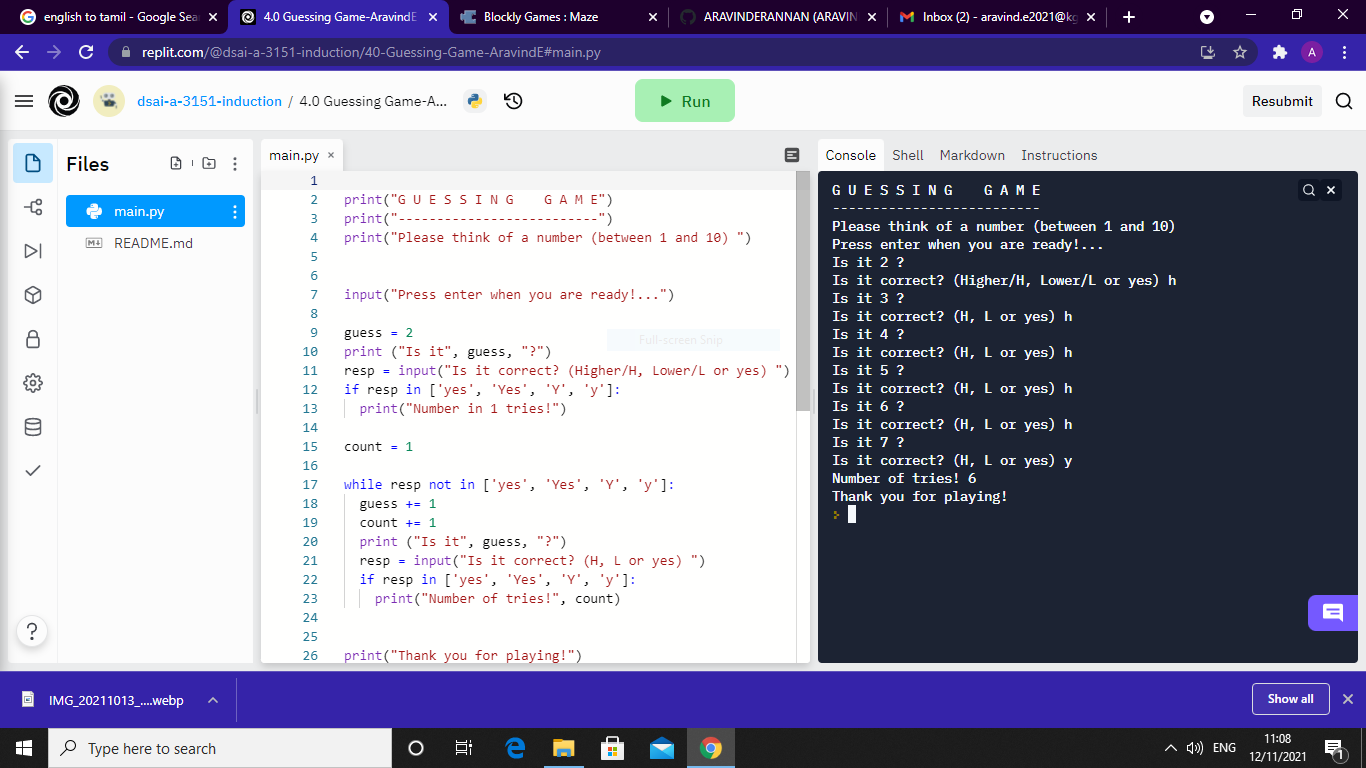 english to tamil - Google Sea
4.0 Guessing Game-AravindE
Blockly Games : Maze
ARAVINDERANNAN (ARAVIN
Inbox (2) - aravind.e2021@kg
replit.com/@dsai-a-3151-induction/40-Guessing-Game-AravindE#main.py
A
dsai-a-3151-induction / 4.0 Guessing Game-A...
Run
Resubmit
Files
main.py
README.md
main.py
1
2 print("G U E S S I N G    G A M E")
3 print("--------------------------")
4 print("Please think of a number (between 1 and 10) ")
5
6
7 input("Press enter when you are ready!...")
8
9 guess = 2
Full-screen Snip
10 print ("Is it", guess, "?")
11 resp = input("Is it correct? (Higher/H, Lower/L or yes) ")
12 if resp in ['yes', 'Yes', 'Y', 'y']:
13   print("Number in 1 tries!")
14
15 count = 1
16
17 while resp not in ['yes', 'Yes', 'Y', 'y']:
18   guess += 1
19   count += 1
20   print ("Is it", guess, "?")
21   resp = input("Is it correct? (H, L or yes) ")
22   if resp in ['yes', 'Yes', 'Y', 'y']:
23     print("Number of tries!", count)
24
25
26 print("Thank you for playing!")
Console Shell Markdown Instructions
G U E S S I N G    G A M E
--------------------------
Please think of a number (between 1 and 10)
Press enter when you are ready!...
Is it 2 ?
Is it correct? (Higher/H, Lower/L or yes) h
Is it 3 ?
Is it correct? (H, L or yes) h
Is it 4 ?
Is it correct? (H, L or yes) h
Is it 5 ?
Is it correct? (H, L or yes) h
Is it 6 ?
Is it correct? (H, L or yes) h
Is it 7 ?
Is it correct? (H, L or yes) y
Number of tries! 6
Thank you for playing!
?
IMG_20211013_....webp
Show all
Type here to search
ENG
11:08
12/11/2021
1